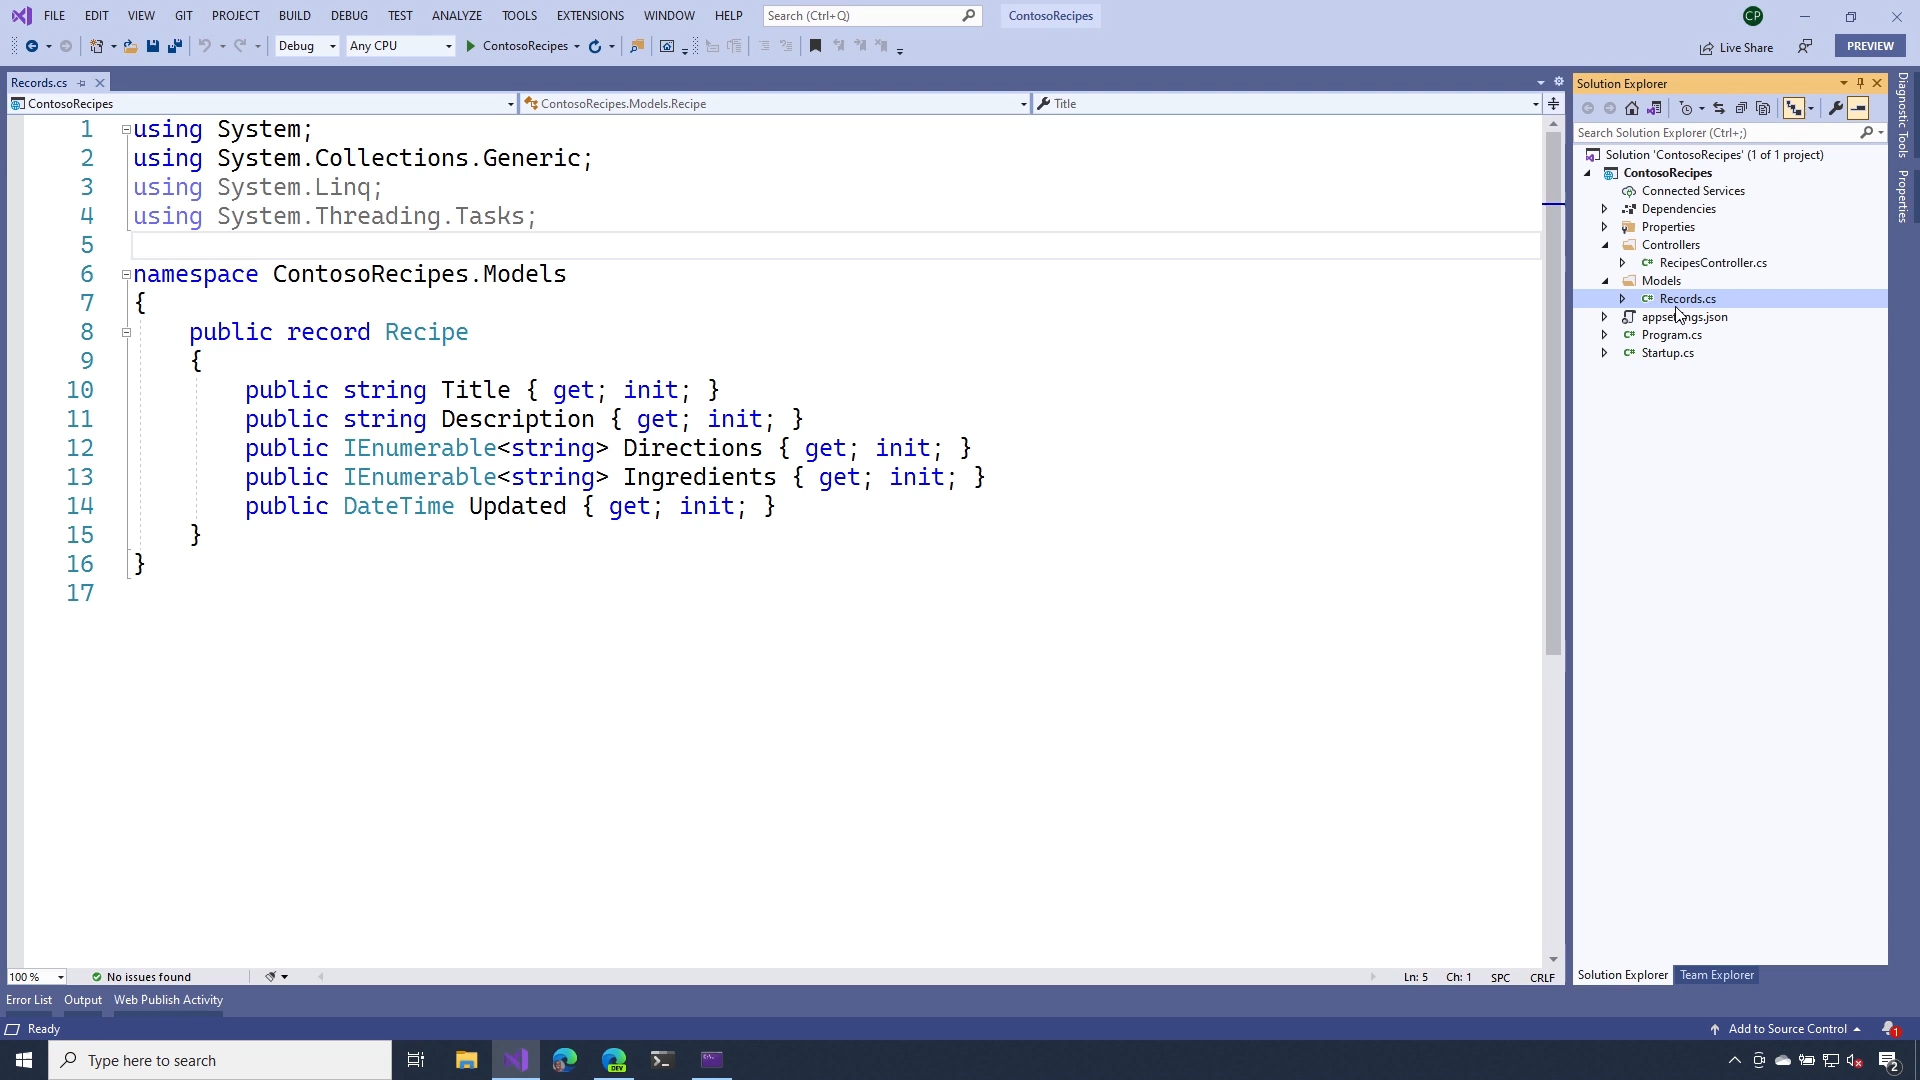 FILE EDIT VIEW GIT PROJECT BUILD DEBUG TEST ANALYZE TOOLS EXTENSIONS WINDOW HELP Search (Ctrl+Q) ContosoRecipes CP
Debug Any CPU ContosoRecipes Live Share PREVIEW
Records.cs
ContosoRecipes ContosoRecipes.Models.Recipe Title
1 using System;
2 using System.Collections.Generic;
3 using System.Linq;
4 using System.Threading.Tasks;
5
6 namespace ContosoRecipes.Models
7 {
8 public record Recipe
9 {
10 public string Title { get; init; }
11 public string Description { get; init; }
12 public IEnumerable<string> Directions { get; init; }
13 public IEnumerable<string> Ingredients { get; init; }
14 public DateTime Updated { get; init; }
15 }
16 }
17
100 % No issues found Ln: 5 Ch: 1 SPC CRLF
Solution Explorer
Search Solution Explorer (Ctrl+;)
Solution 'ContosoRecipes' (1 of 1 project)
ContosoRecipes
Connected Services
Dependencies
Properties
Controllers
C# RecipesController.cs
Models
C# Records.cs
appsettings.json
C# Program.cs
C# Startup.cs
Solution Explorer Team Explorer
Diagnostic Tools
Properties
Error List Output Web Publish Activity
Ready Add to Source Control 1
Type here to search DEV 2